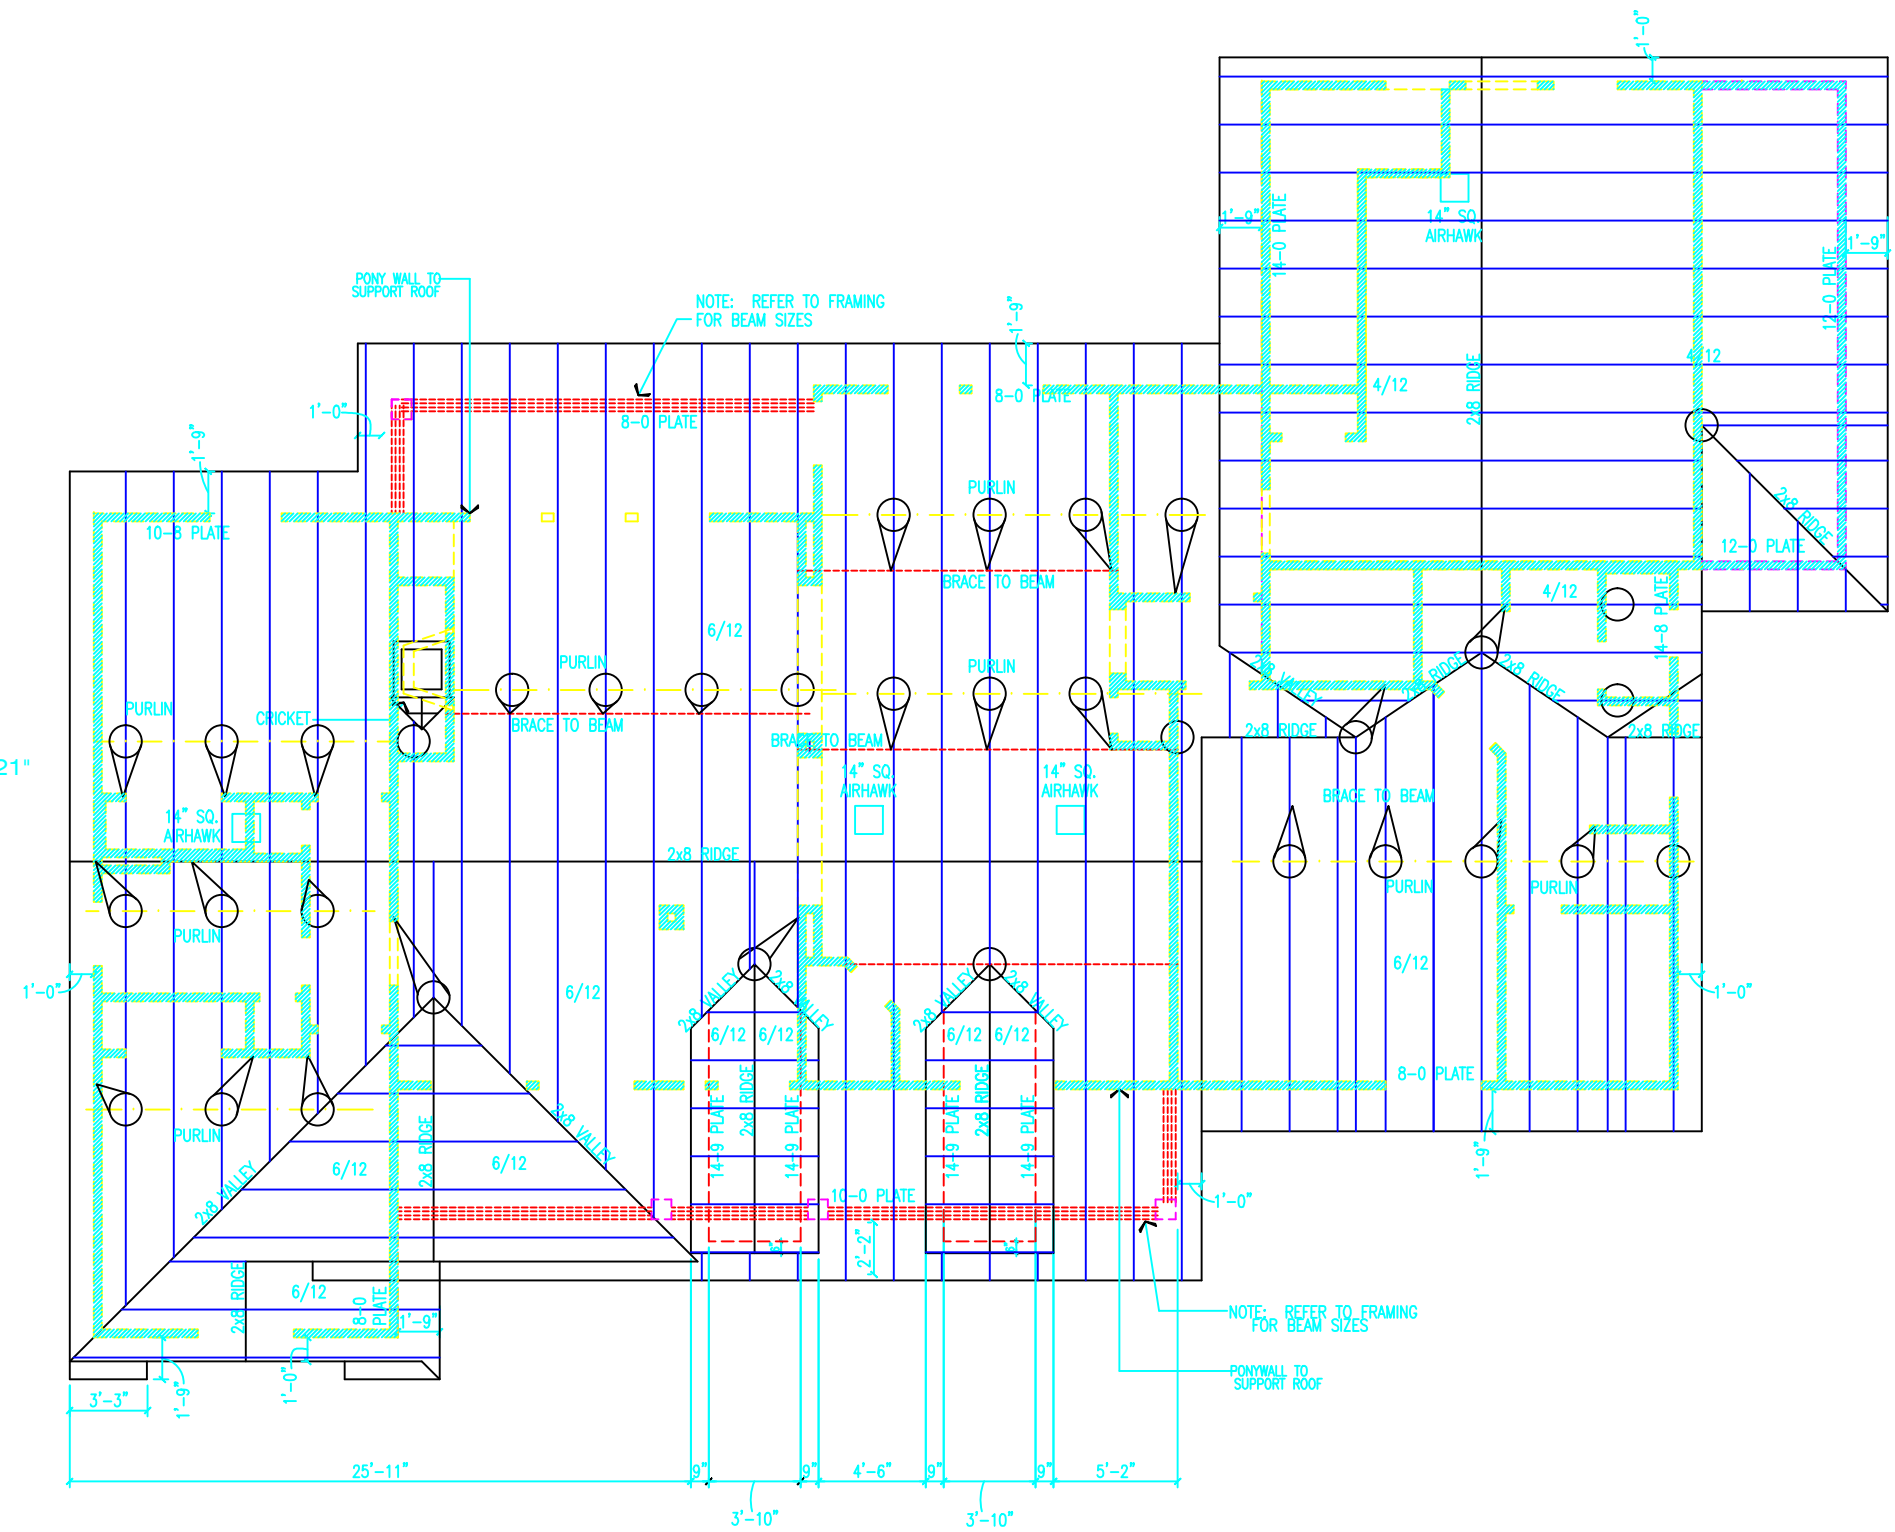 1'-0"
1'-9"
14-0 PLATE
14" SQ.
AIRHAWK
1'-9"
12-0 PLATE
PONY WALL TO
SUPPORT ROOF
NOTE: REFER TO FRAMING
FOR BEAM SIZES
1'-9"
2x8 RIDGE
4/12
4/12
8-0 PLATE
1'-0"
8-0 PLATE
1'-9"
10-8 PLATE
PURLIN
2x8 RIDGE
12-0 PLATE
BRACE TO BEAM
4/12
14-8 PLATE
6/12
PURLIN
PURLIN
2x8 VALLEY
2x8 RIDGE
2x8 RIDGE
PURLIN
CRICKET
BRACE TO BEAM
BRACE TO BEAM
2x8 RIDGE
2x8 RIDGE
21"
14" SQ.
AIRHAWK
14" SQ.
AIRHAWK
14" SQ.
AIRHAWK
BRACE TO BEAM
2x8 RIDGE
PURLIN
PURLIN
PURLIN
6/12
1'-0"
6/12
1'-0"
2x8 VALLEY
2x8 VALLEY
2x8 VALLEY
2x8 VALLEY
6/12
6/12
6/12
6/12
8-0 PLATE
PURLIN
2x8 VALLEY
2x8 RIDGE
14-9 PLATE
2x8 RIDGE
14-9 PLATE
14-9 PLATE
2x8 RIDGE
14-9 PLATE
1'-9"
6/12
6/12
2x8 VALLEY
10-0 PLATE
1'-0"
2'-2"
6"
6"
2x8 RIDGE
6/12
8-0
PLATE
1'-9"
NOTE: REFER TO FRAMING
FOR BEAM SIZES
PONYWALL TO
SUPPORT ROOF
3'-3"
1'-9"
1'-0"
25'-11"
9"
9"
4'-6"
9"
9"
5'-2"
3'-10"
3'-10"